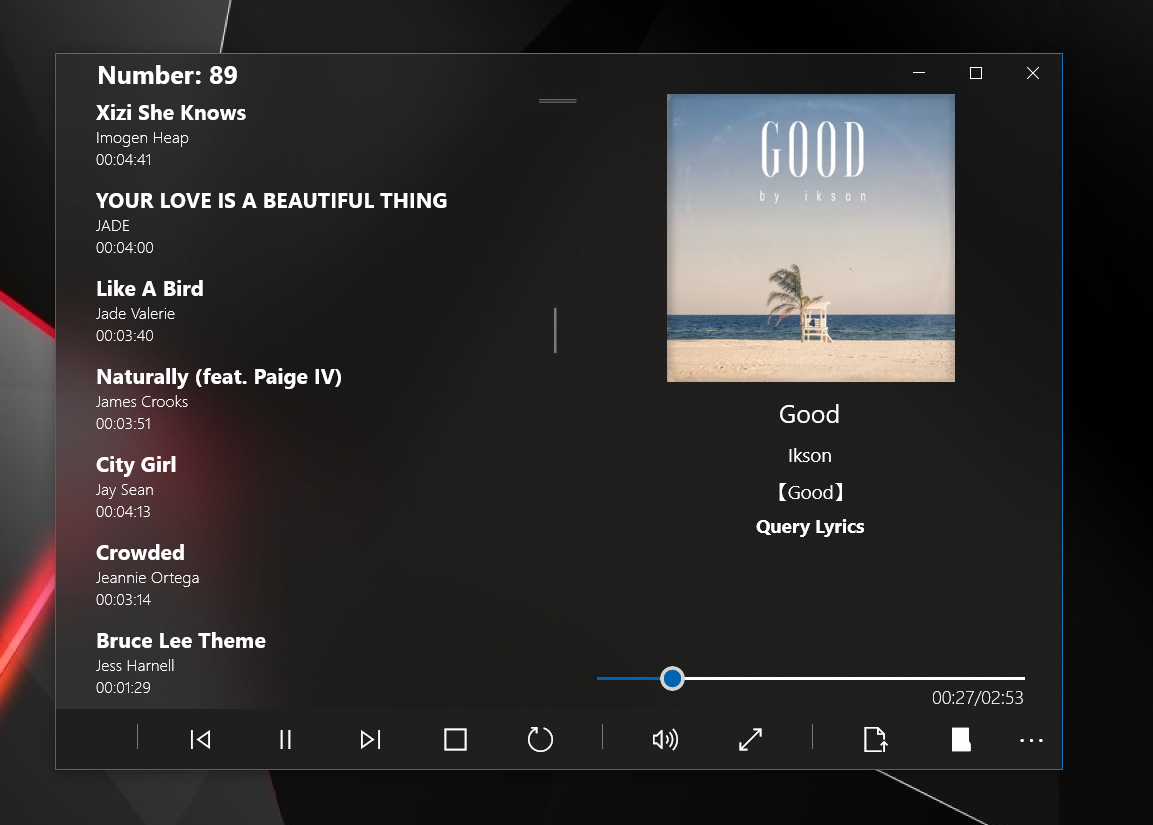 Number: 89
Xizi She Knows
Imogen Heap
00:04:41
YOUR LOVE IS A BEAUTIFUL THING
JADE
00:04:00
Like A Bird
Jade Valerie
00:03:40
Naturally (feat. Paige IV)
James Crooks
00:03:51
City Girl
Jay Sean
00:04:13
Crowded
Jeannie Ortega
00:03:14
Bruce Lee Theme
Jess Harnell
00:01:29
GOOD
by ikson
Good
Ikson
【Good】
Query Lyrics
00:27/02:53